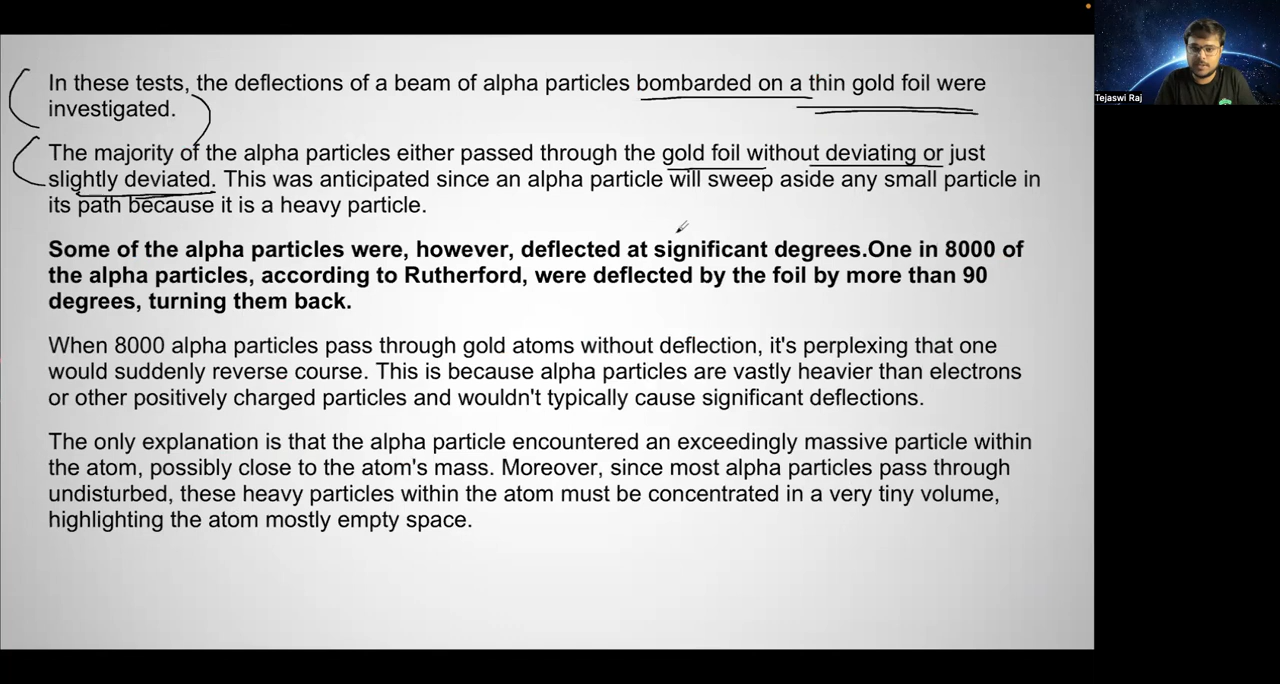 In these tests, the deflections of a beam of alpha particles bombarded on a thin gold foil were
investigated.
The majority of the alpha particles either passed through the gold foil without deviating or just
slightly deviated. This was anticipated since an alpha particle will sweep aside any small particle in
its path because it is a heavy particle.
Some of the alpha particles were, however, deflected at significant degrees.One in 8000 of
the alpha particles, according to Rutherford, were deflected by the foil by more than 90
degrees, turning them back.
When 8000 alpha particles pass through gold atoms without deflection, it's perplexing that one
would suddenly reverse course. This is because alpha particles are vastly heavier than electrons
or other positively charged particles and wouldn't typically cause significant deflections.
The only explanation is that the alpha particle encountered an exceedingly massive particle within
the atom, possibly close to the atom's mass. Moreover, since most alpha particles pass through
undisturbed, these heavy particles within the atom must be concentrated in a very tiny volume,
highlighting the atom mostly empty space.
Tejaswi Raj